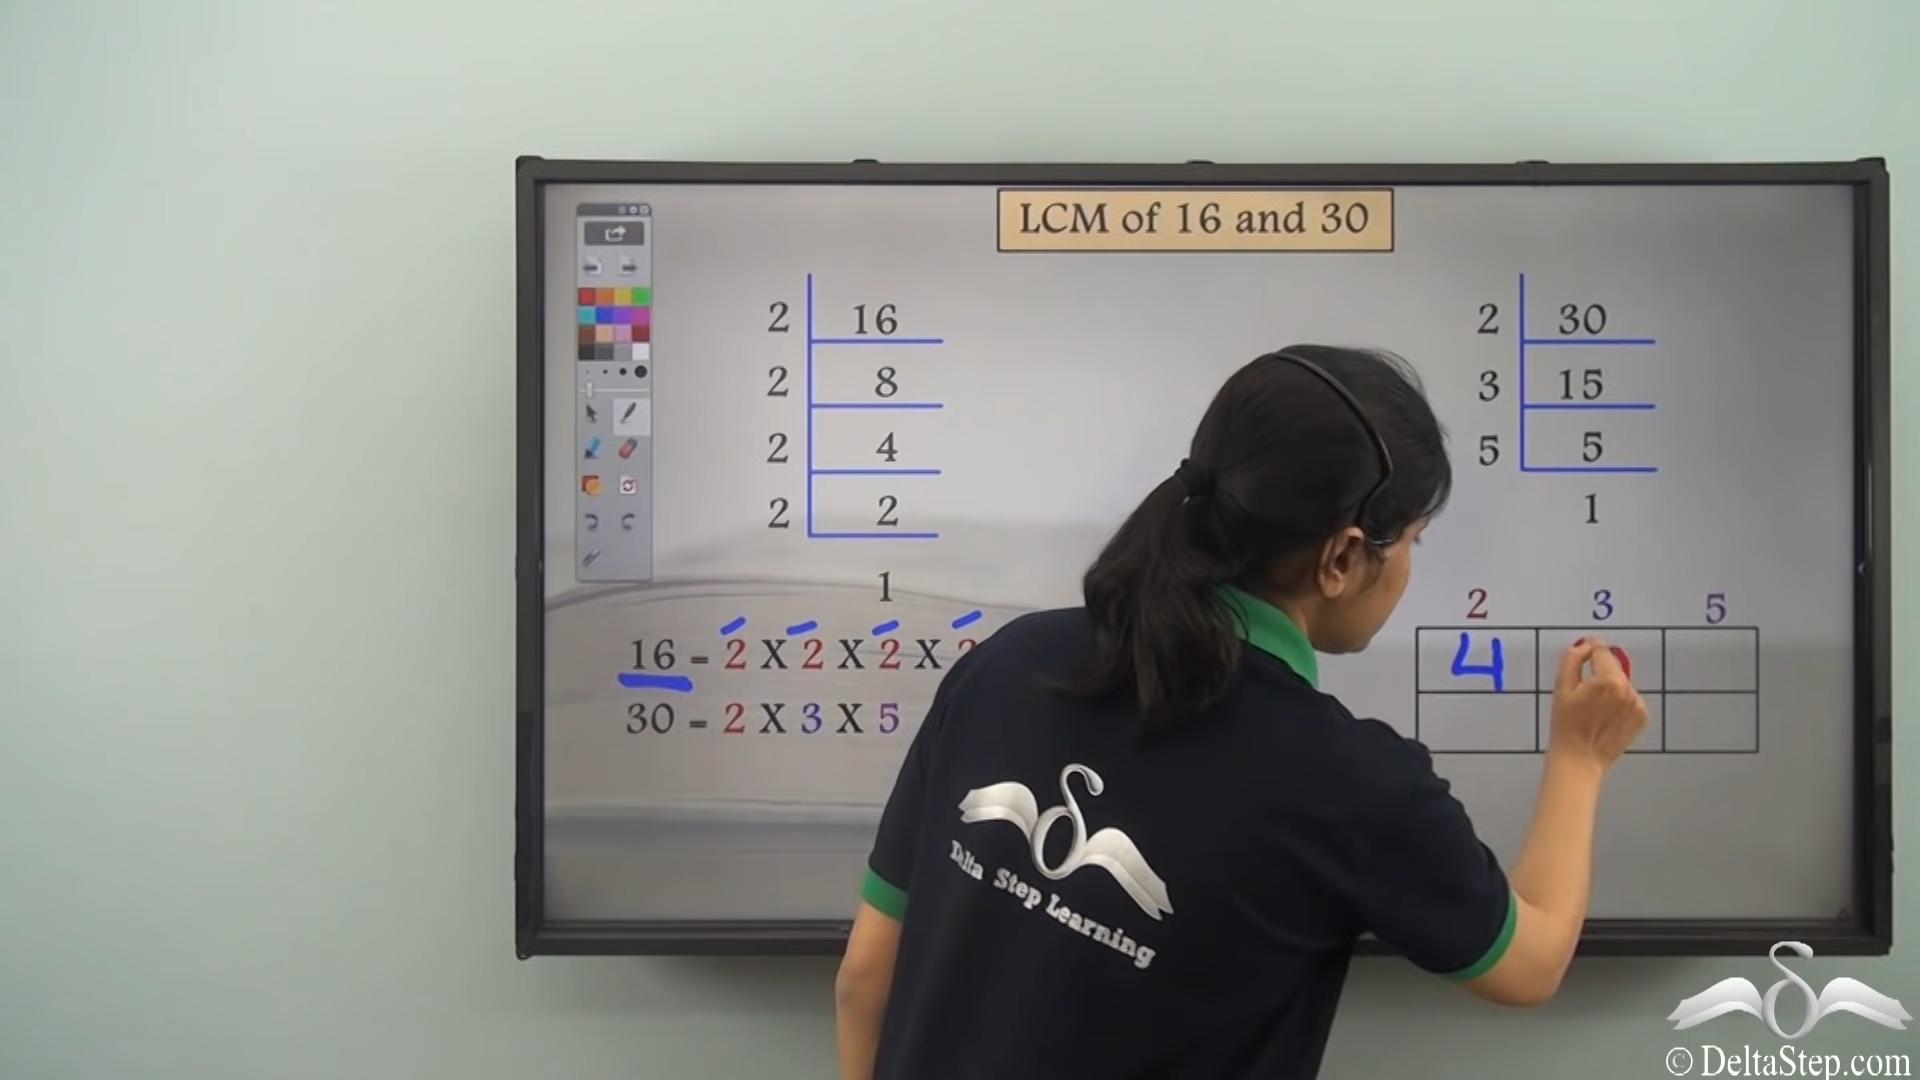 LCM of 16 and 30
2 16
2 8
2 4
2 2
1
2 30
3 15
5 5
1
16 = 2 X 2 X 2 X
30 = 2 X 3 X 5
2 3 5
4
Delta Step Learning
© DeltaStep.com